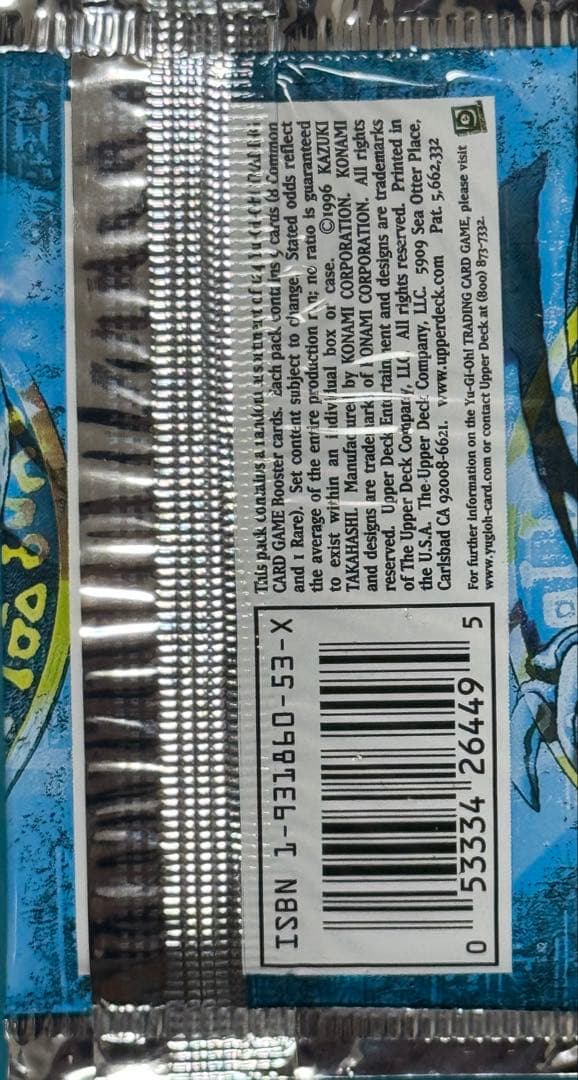 This pack contains a random assortment of
CARD GAME Booster cards. Each pack contains 9 cards (8 Common
and 1 Rare). Set content subject to change. Stated odds reflect
the average of the entire production run; no ratio is guaranteed
to exist within an individual box or case. ©1996 KAZUKI
TAKAHASHI. Manufactured by KONAMI CORPORATION. KONAMI
and designs are trademarks of KONAMI CORPORATION. All rights
reserved. Upper Deck Entertainment and designs are trademarks
of The Upper Deck Company, LLC. All rights reserved. Printed in
the U.S.A. The Upper Deck Company, LLC. 5909 Sea Otter Place,
Carlsbad CA 92008-6621. www.upperdeck.com Pat. 5,662,332
For further information on the Yu-Gi-Oh! TRADING CARD GAME, please visit
www.yugioh-card.com or contact Upper Deck at (800) 873-7332.
ISBN 1-931860-53-X
0 53334 26449 5